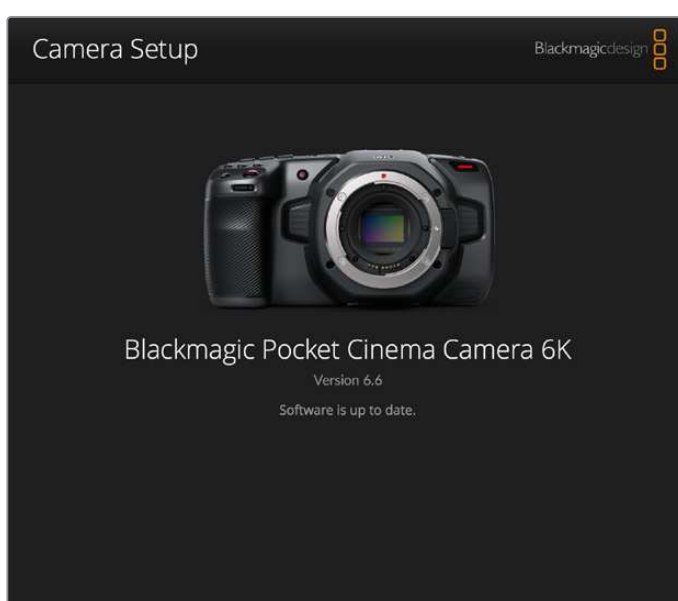 Camera Setup
Blackmagicdesign
Blackmagic Pocket Cinema Camera 6K
Version 6.6
Software is up to date.